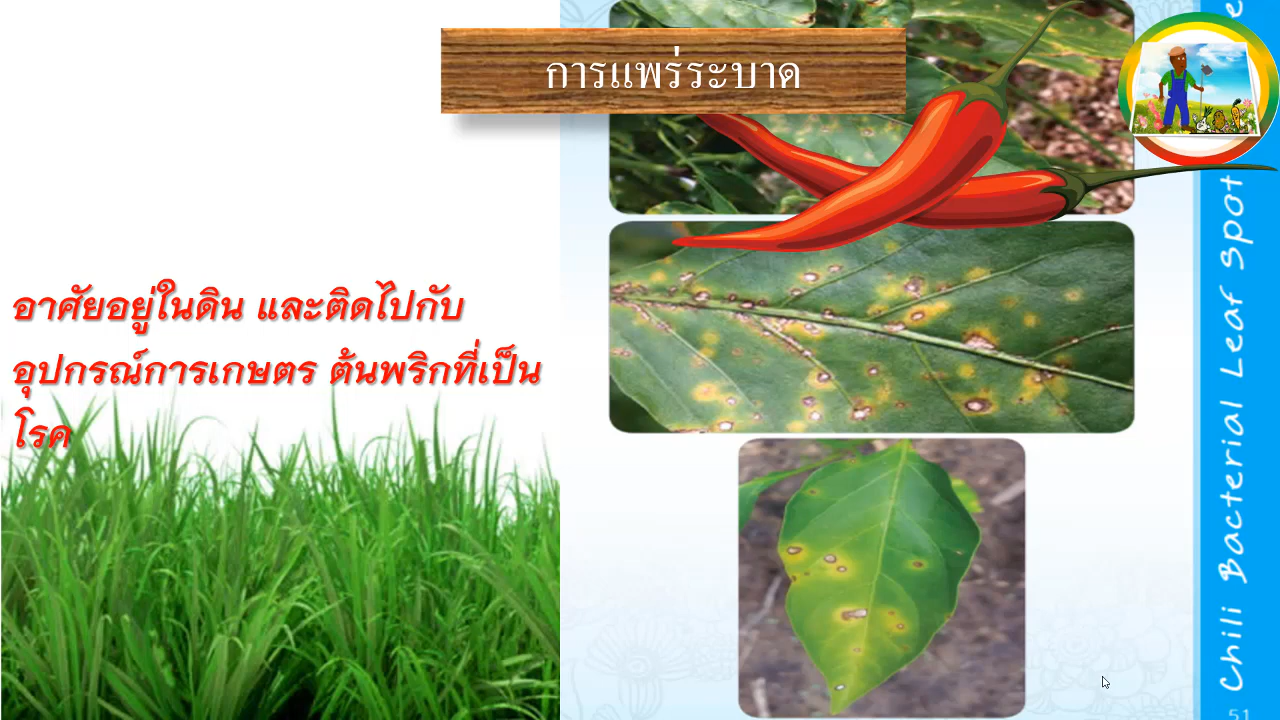 การแพร่ระบาด
อาศัยอยู่ในดิน และติดไปกับ
อุปกรณ์การเกษตร ต้นพริกที่เป็น
โรค
Chili Bacterial Leaf Spot
51